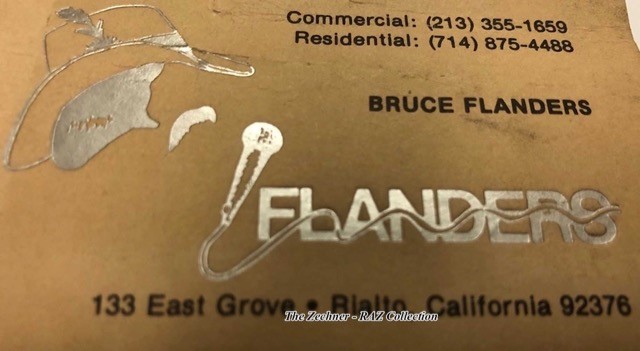 Commercial: (213) 355-1659
Residential: (714) 875-4488
BRUCE FLANDERS
FLANDERS
133 East Grove • Rialto, California 92376
The Zechner - RAZ Collection